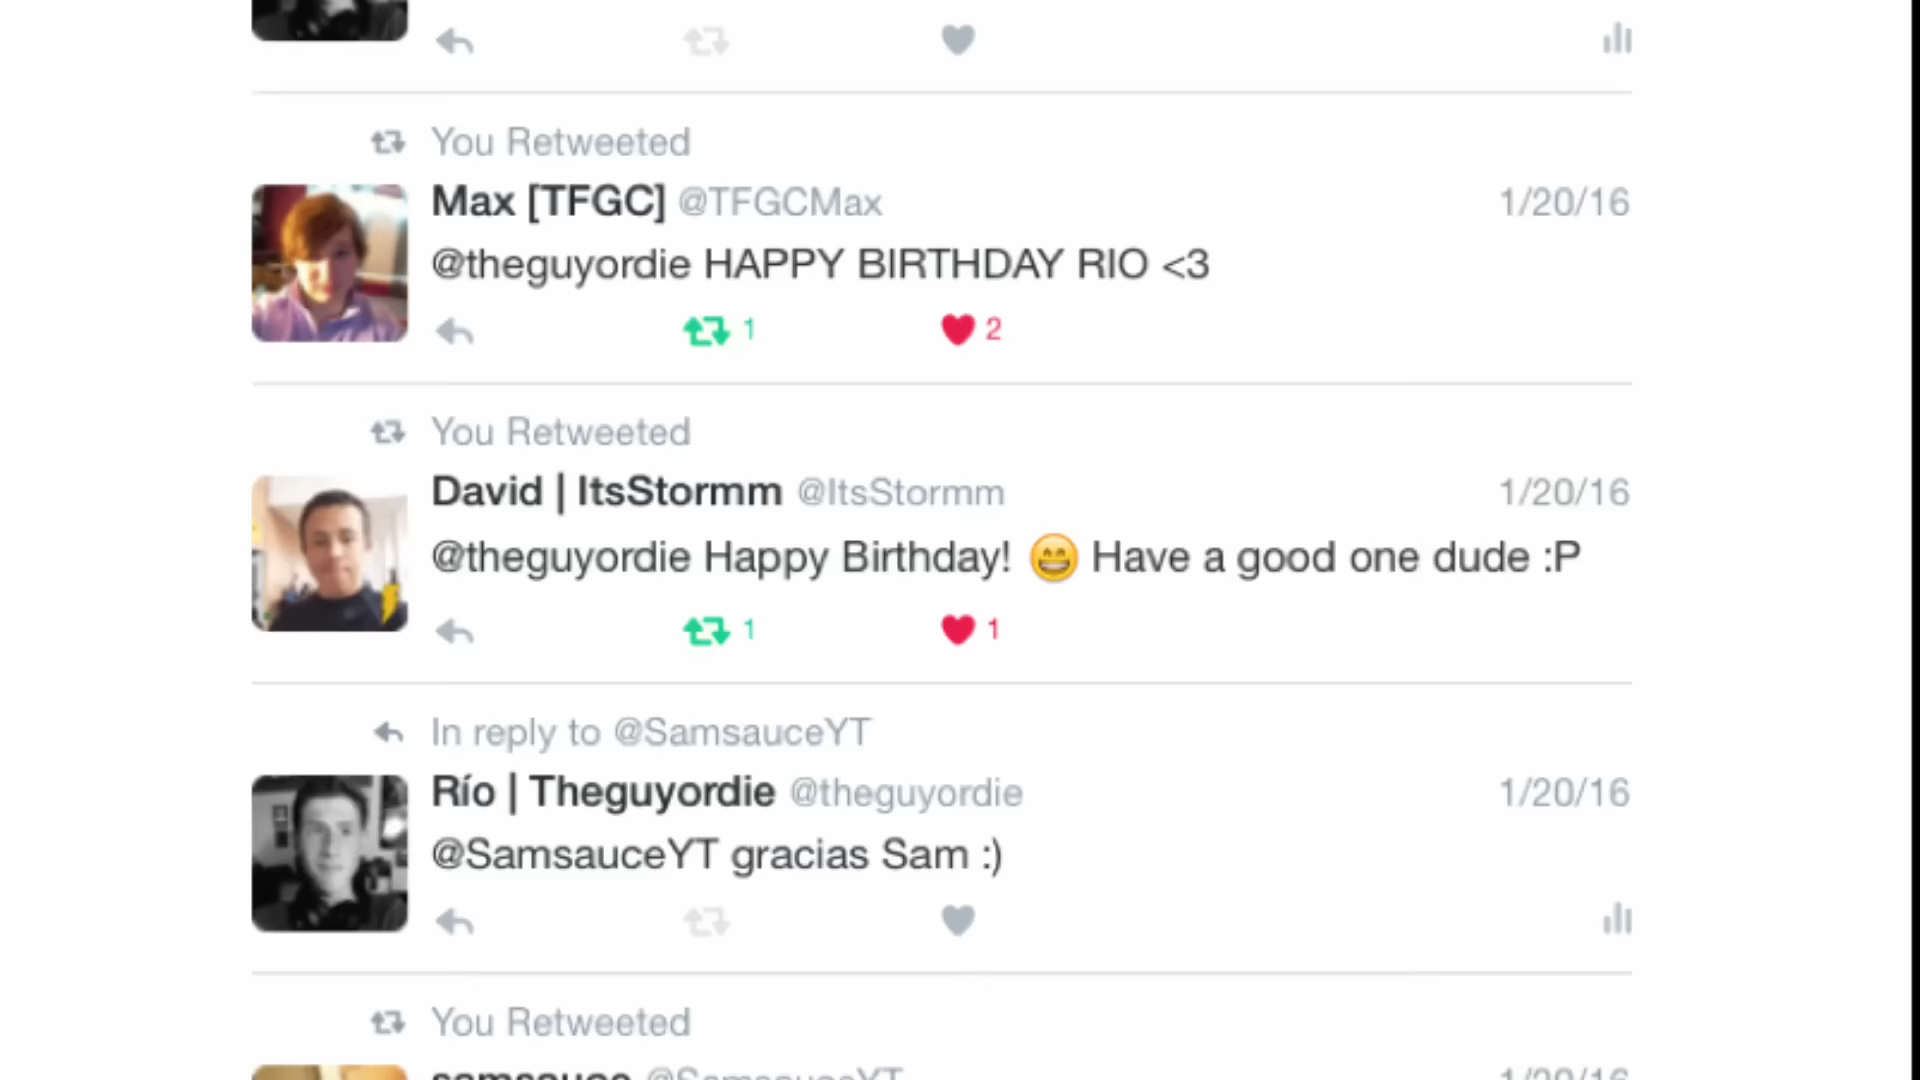 You Retweeted
Max [TFGC] @TFGCMax 1/20/16
@theguyordie HAPPY BIRTHDAY RIO <3
1 2
You Retweeted
David | ItsStormm @ItsStormm 1/20/16
@theguyordie Happy Birthday! 😁 Have a good one dude :P
1 1
In reply to @SamsauceYT
Río | Theguyordie @theguyordie 1/20/16
@SamsauceYT gracias Sam :)
You Retweeted
samsauce @SamsauceYT 1/20/16